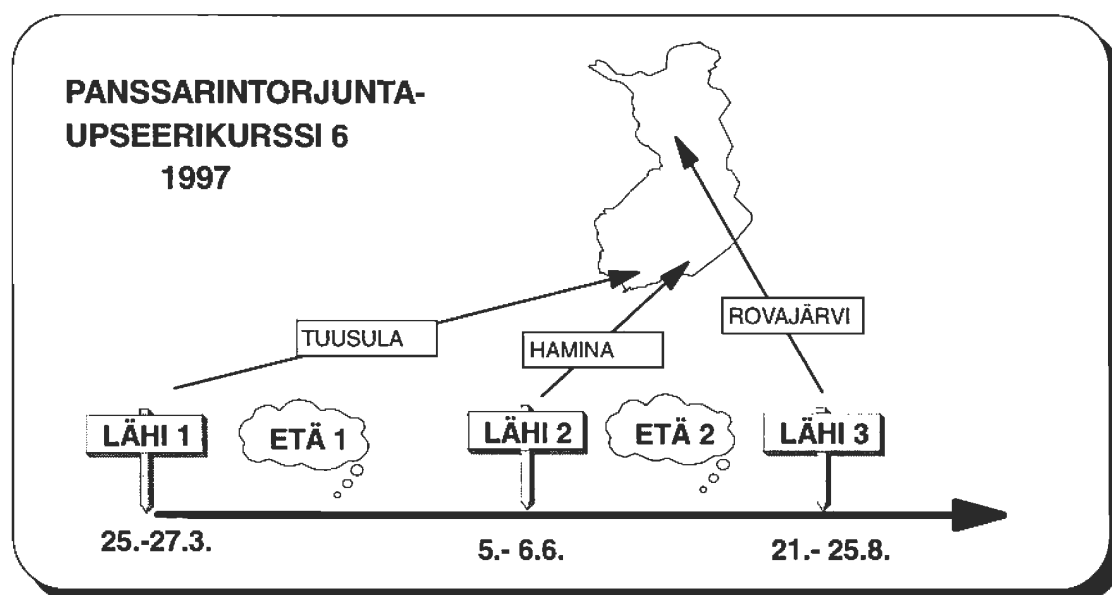 PANSSARINTORJUNTA-
UPSEERIKURSSI 6
1997
TUUSULA
HAMINA
ROVAJÄRVI
LÄHI 1
ETÄ 1
LÄHI 2
ETÄ 2
LÄHI 3
25.-27.3.
5.- 6.6.
21.- 25.8.